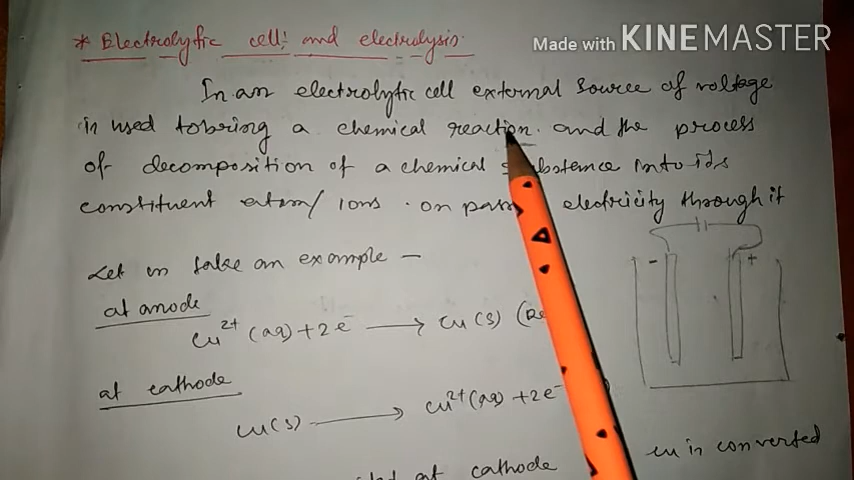 * Electrolytic cell; and electrolysis.
Made with KINEMASTER
In an electrolytic cell external source of voltage
is used to bring a chemical reaction. and the process
of decomposition of a chemical substance into its
constituent atom/ ions. on pass electricity through it
Let us take an example —
- +
at anode
Cu²⁺ (aq) + 2e⁻ ⟶ Cu (s)
at cathode
Cu(s) ⟶ Cu²⁺(aq) + 2e⁻
at cathode cu is converted